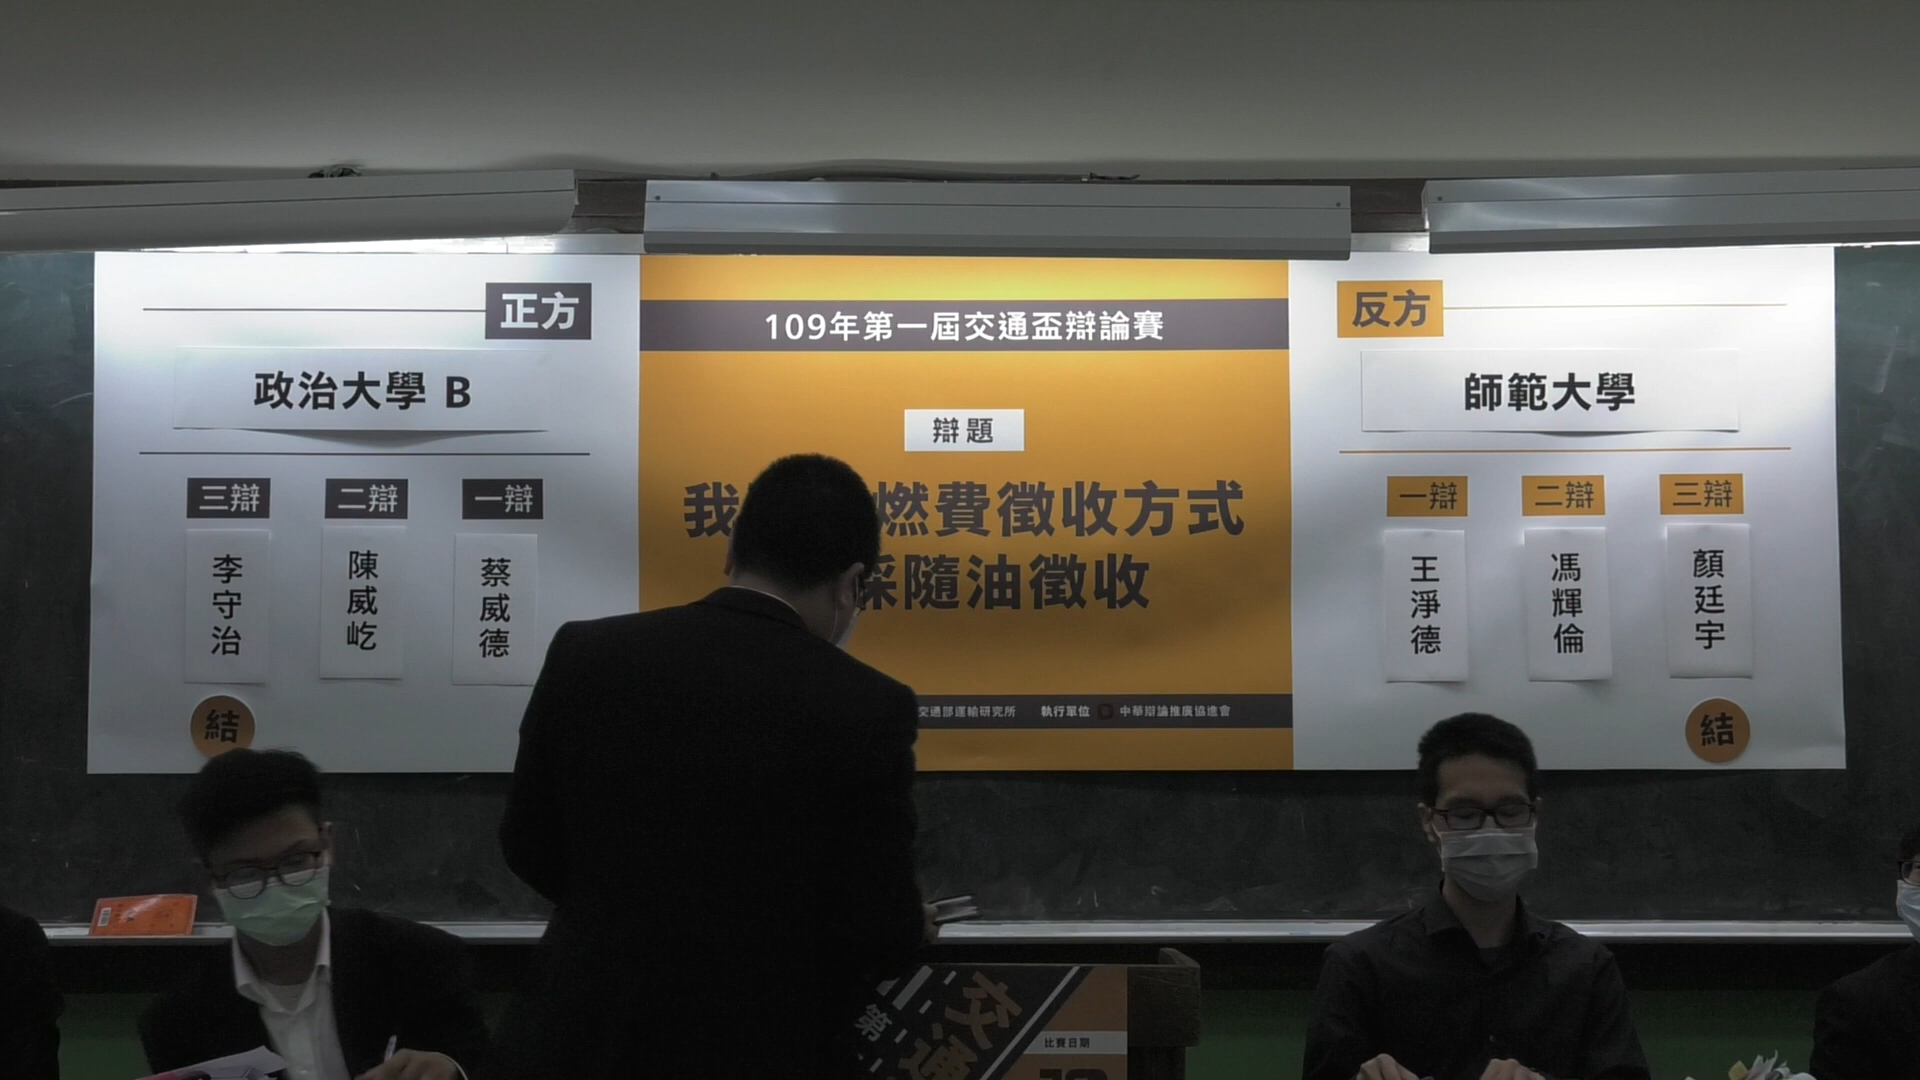 正方
政治大學 B
三辯 二辯 一辯
李守治
陳威屹
蔡威德
結
109年第一屆交通盃辯論賽
辯題
我 燃費徵收方式
採隨油徵收
交通部運輸研究所 執行單位 中華辯論推廣協進會
反方
師範大學
一辯 二辯 三辯
王淨德
馮輝倫
顏廷宇
結
第一
交通
比賽日期